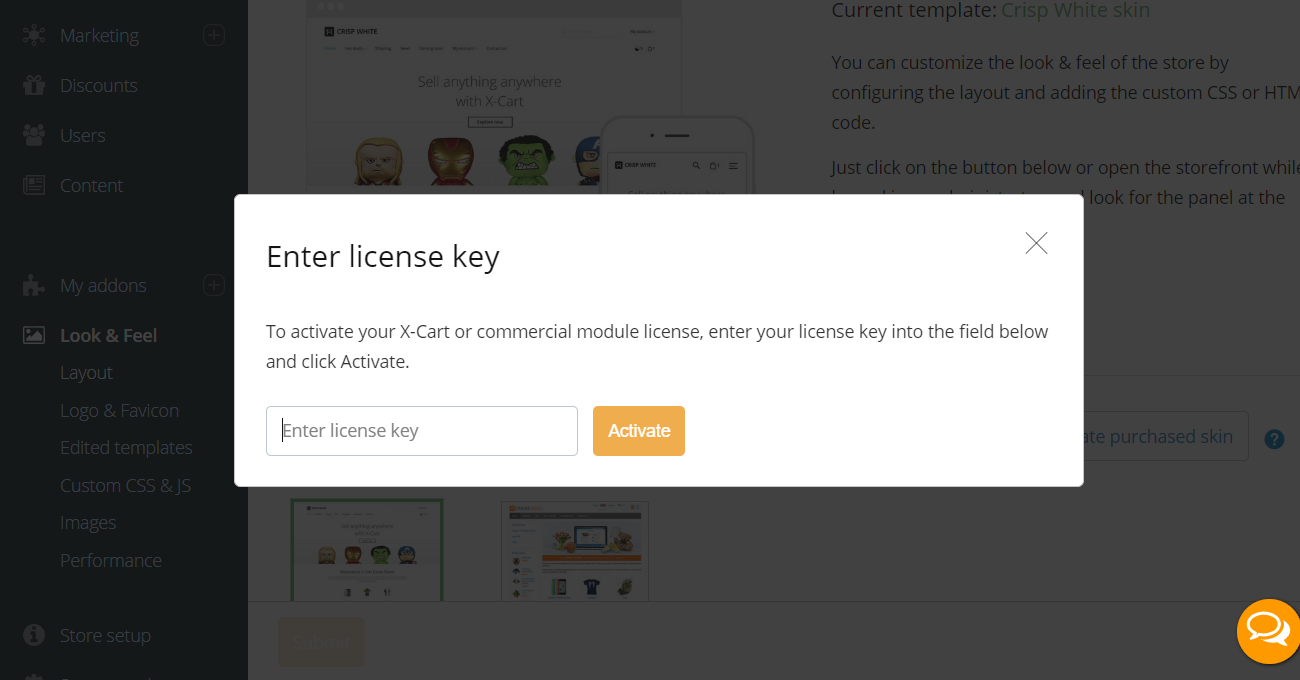 Marketing
Discounts
Users
Content
My addons
Look & Feel
Layout
Logo & Favicon
Edited templates
Custom CSS & JS
Images
Performance
Store setup
CRISP WHITE
Sell anything anywhere
with X-Cart
Explore now
CRISP WHITE
Current template: Crisp White skin
You can customize the look & feel of the store by
configuring the layout and adding the custom CSS or HTM
code.
Just click on the button below or open the storefront while
look for the panel at the
Enter license key
To activate your X-Cart or commercial module license, enter your license key into the field below
and click Activate.
Enter license key
Activate
ate purchased skin
?
Submit